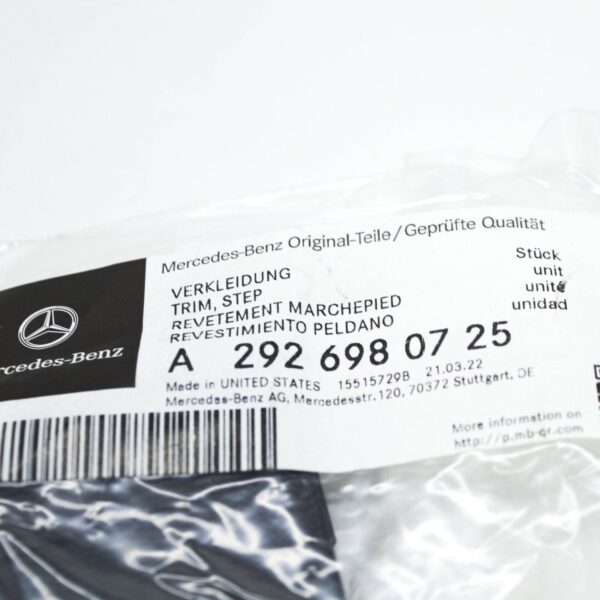 Mercedes-Benz Original-Teile/Geprüfte Qualität
VERKLEIDUNG
TRIM, STEP
REVETEMENT MARCHEPIED
REVESTIMIENTO PELDANO
Stück
unit
unité
unidad
A 292 698 07 25
Made in UNITED STATES 15515729B 21.03.22
Mercedes-Benz AG, Mercedesstr.120, 70372 Stuttgart, DE
More information on
http://p.mb-qr.com
Mercedes-Benz